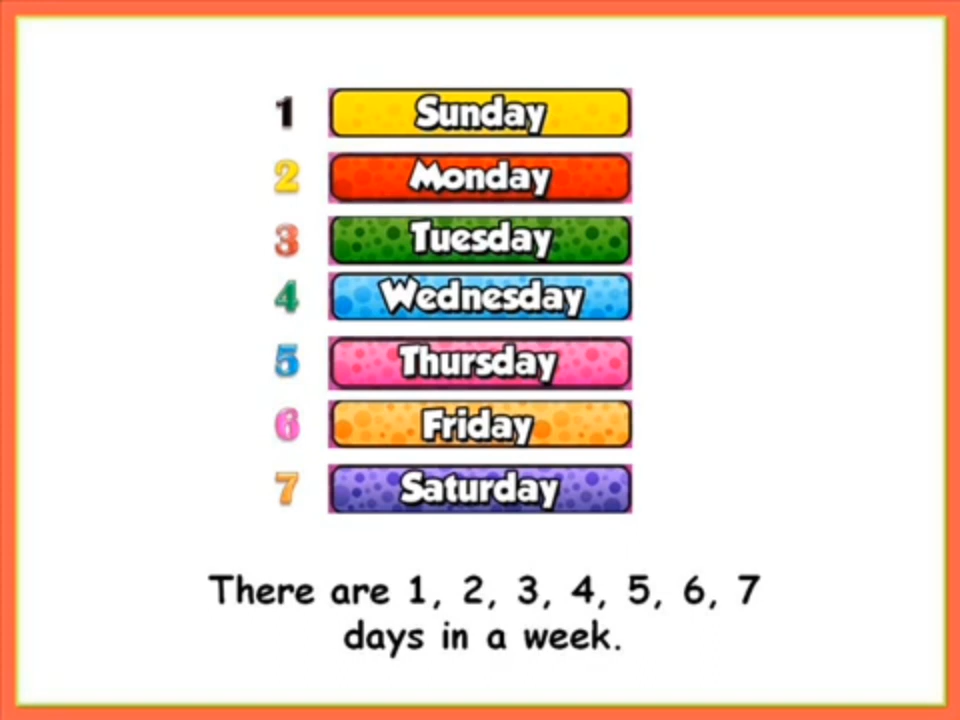 1 Sunday
2 Monday
3 Tuesday
4 Wednesday
5 Thursday
6 Friday
7 Saturday
There are 1, 2, 3, 4, 5, 6, 7
days in a week.